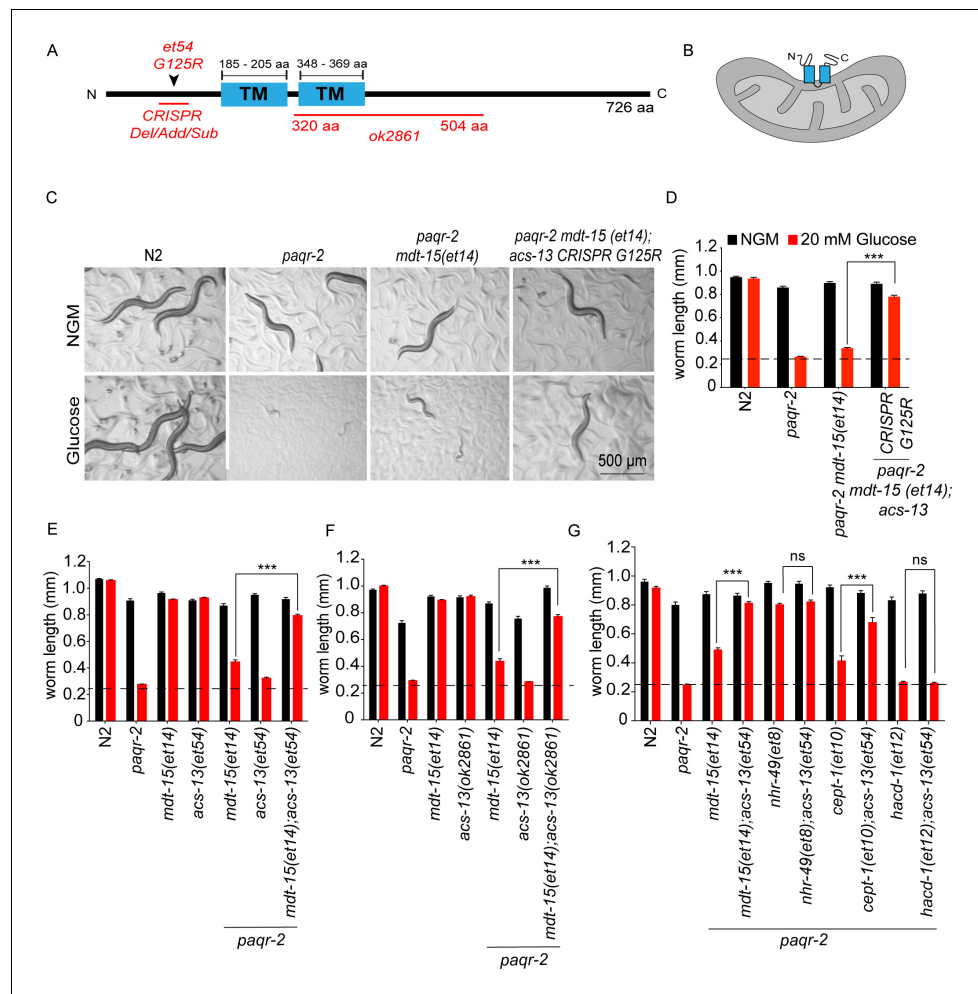 A
et54
G125R
185 - 205 aa
348 - 369 aa
N
TM
TM
C
726 aa
CRISPR
Del/Add/Sub
320 aa
504 aa
ok2861
B
N
C
C
N2
paqr-2
paqr-2
mdt-15(et14)
paqr-2 mdt-15 (et14);
acs-13 CRISPR G125R
NGM
Glucose
500 µm
D
NGM
20 mM Glucose
***
worm length (mm)
1.2
1.0
0.8
0.6
0.4
0.2
0
N2
paqr-2
paqr-2 mdt-15(et14)
CRISPR
G125R
paqr-2
mdt-15 (et14);
acs-13
E
***
worm length (mm)
1.2
1.0
0.8
0.6
0.4
0.2
0
N2
paqr-2
mdt-15(et14)
acs-13(et54)
mdt-15(et14)
acs-13(et54)
mdt-15(et14);acs-13(et54)
paqr-2
F
***
worm length (mm)
1.2
1.0
0.8
0.6
0.4
0.2
0
N2
paqr-2
mdt-15(et14)
acs-13(ok2861)
mdt-15(et14)
acs-13(ok2861)
mdt-15(et14);acs-13(ok2861)
paqr-2
G
***
ns
***
ns
worm length (mm)
1.2
1.0
0.8
0.6
0.4
0.2
0
N2
paqr-2
mdt-15(et14)
mdt-15(et14);acs-13(et54)
nhr-49(et8)
nhr-49(et8);acs-13(et54)
cept-1(et10)
cept-1(et10);acs-13(et54)
hacd-1(et12)
hacd-1(et12);acs-13(et54)
paqr-2